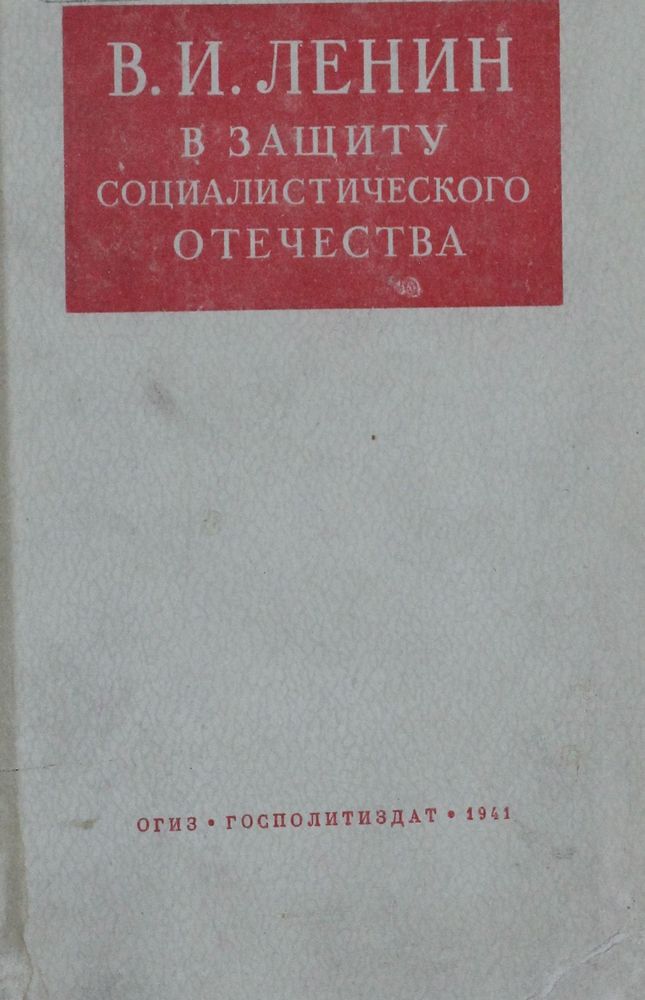 В. И. ЛЕНИН
В ЗАЩИТУ
СОЦИАЛИСТИЧЕСКОГО
ОТЕЧЕСТВА
ОГИЗ • ГОСПОЛИТИЗДАТ • 1941